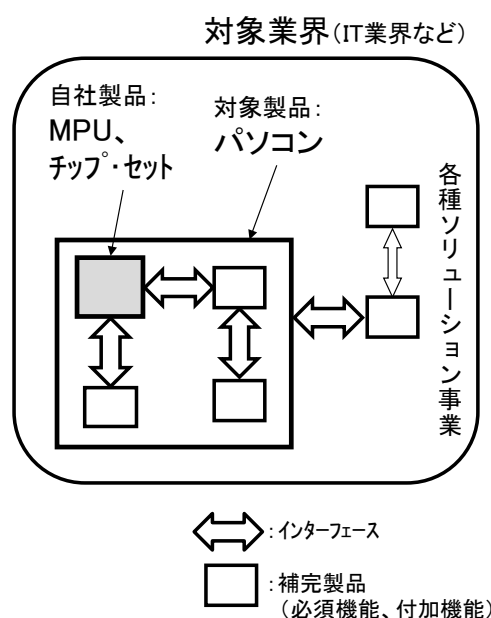 対象業界(IT業界など)
自社製品：
MPU、
チップ・セット
対象製品：
パソコン
各種ソリューション事業
：インターフェース
：補完製品
(必須機能、付加機能)